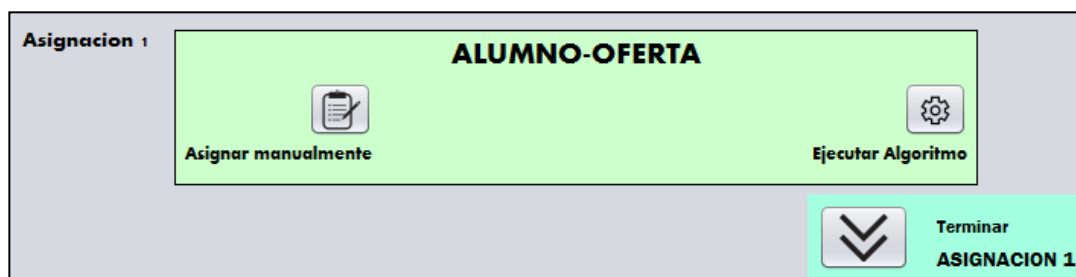 Asignacion 1
ALUMNO-OFERTA
Asignar manualmente
Ejecutar Algoritmo
Terminar
ASIGNACION 1